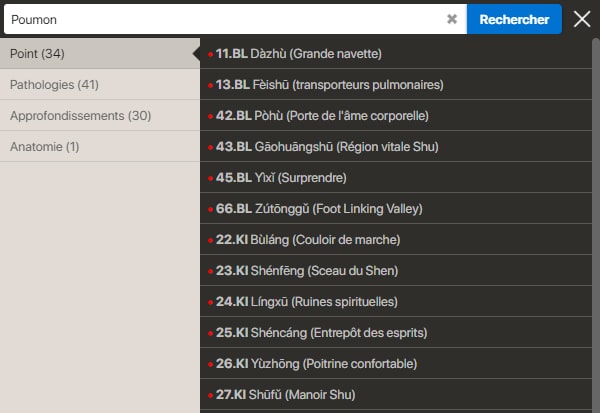 Poumon
Rechercher
Point (34)
Pathologies (41)
Approfondissements (30)
Anatomie (1)
11.BL Dàzhù (Grande navette)
13.BL Fèishū (transporteurs pulmonaires)
42.BL Pòhù (Porte de l'âme corporelle)
43.BL Gāohuāngshū (Région vitale Shu)
45.BL Yìxǐ (Surprendre)
66.BL Zútōnggǔ (Foot Linking Valley)
22.KI Bùláng (Couloir de marche)
23.KI Shénfēng (Sceau du Shen)
24.KI Língxū (Ruines spirituelles)
25.KI Shéncáng (Entrepôt des esprits)
26.KI Yùzhōng (Poitrine confortable)
27.KI Shūfǔ (Manoir Shu)